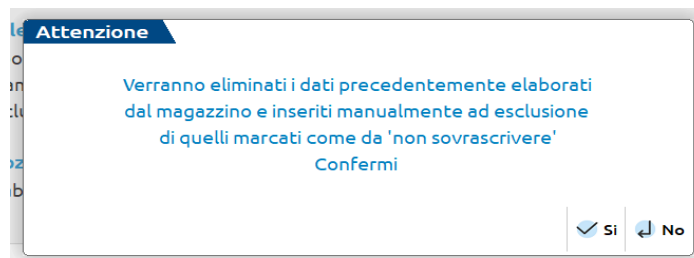 Attenzione
Verranno eliminati i dati precedentemente elaborati
dal magazzino e inseriti manualmente ad esclusione
di quelli marcati come da 'non sovrascrivere'
Confermi
Si No